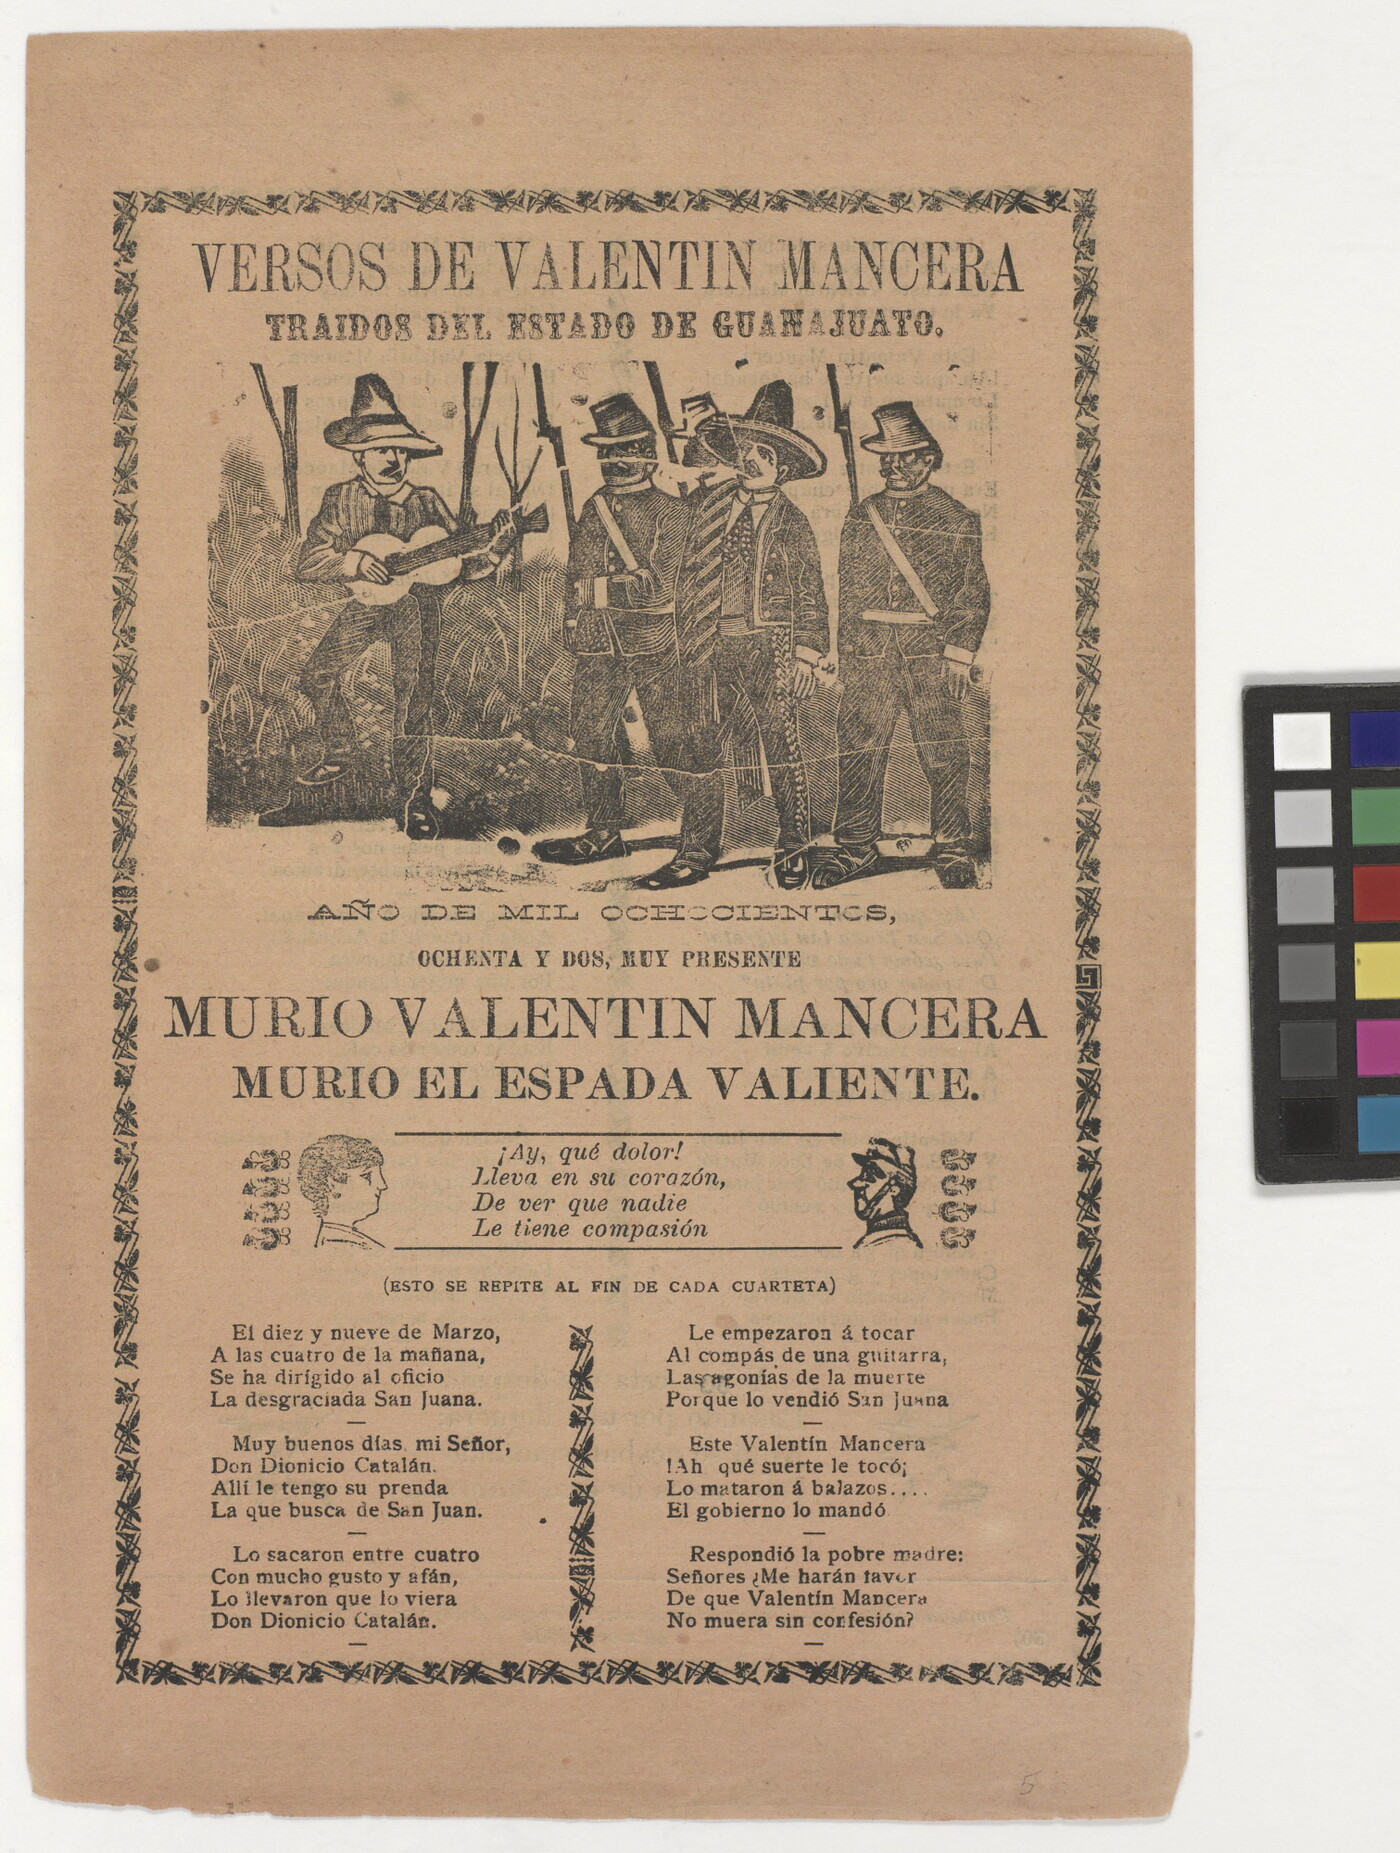 VERSOS DE VALENTIN MANCERA
TRAIDOS DEL ESTADO DE GUANAJUATO.
AÑO DE MIL OCHOCIENTOS,
OCHENTA Y DOS, MUY PRESENTE
MURIO VALENTIN MANCERA
MURIO EL ESPADA VALIENTE.
¡Ay, qué dolor!
Lleva en su corazón,
De ver que nadie
Le tiene compasión
(ESTO SE REPITE AL FIN DE CADA CUARTETA)
El diez y nueve de Marzo,
A las cuatro de la mañana,
Se ha dirígido al oficio
La desgraciada San Juana.
Muy buenos días, mi Señor,
Don Dionicio Catalán.
Allí le tengo su prenda
La que busca de San Juan.
Lo sacaron entre cuatro
Con mucho gusto y afán,
Lo llevaron que lo viera
Don Dionicio Catalán.
Le empezaron á tocar
Al compás de una guitarra,
Las agonías de la muerte
Porque lo vendió San Juana
Este Valentín Mancera
!Ah qué suerte le tocó¡
Lo mataron á balazos....
El gobierno lo mandó
Respondió la pobre madre:
Señores ¿Me harán favor
De que Valentín Mancera
No muera sin confesión?
5